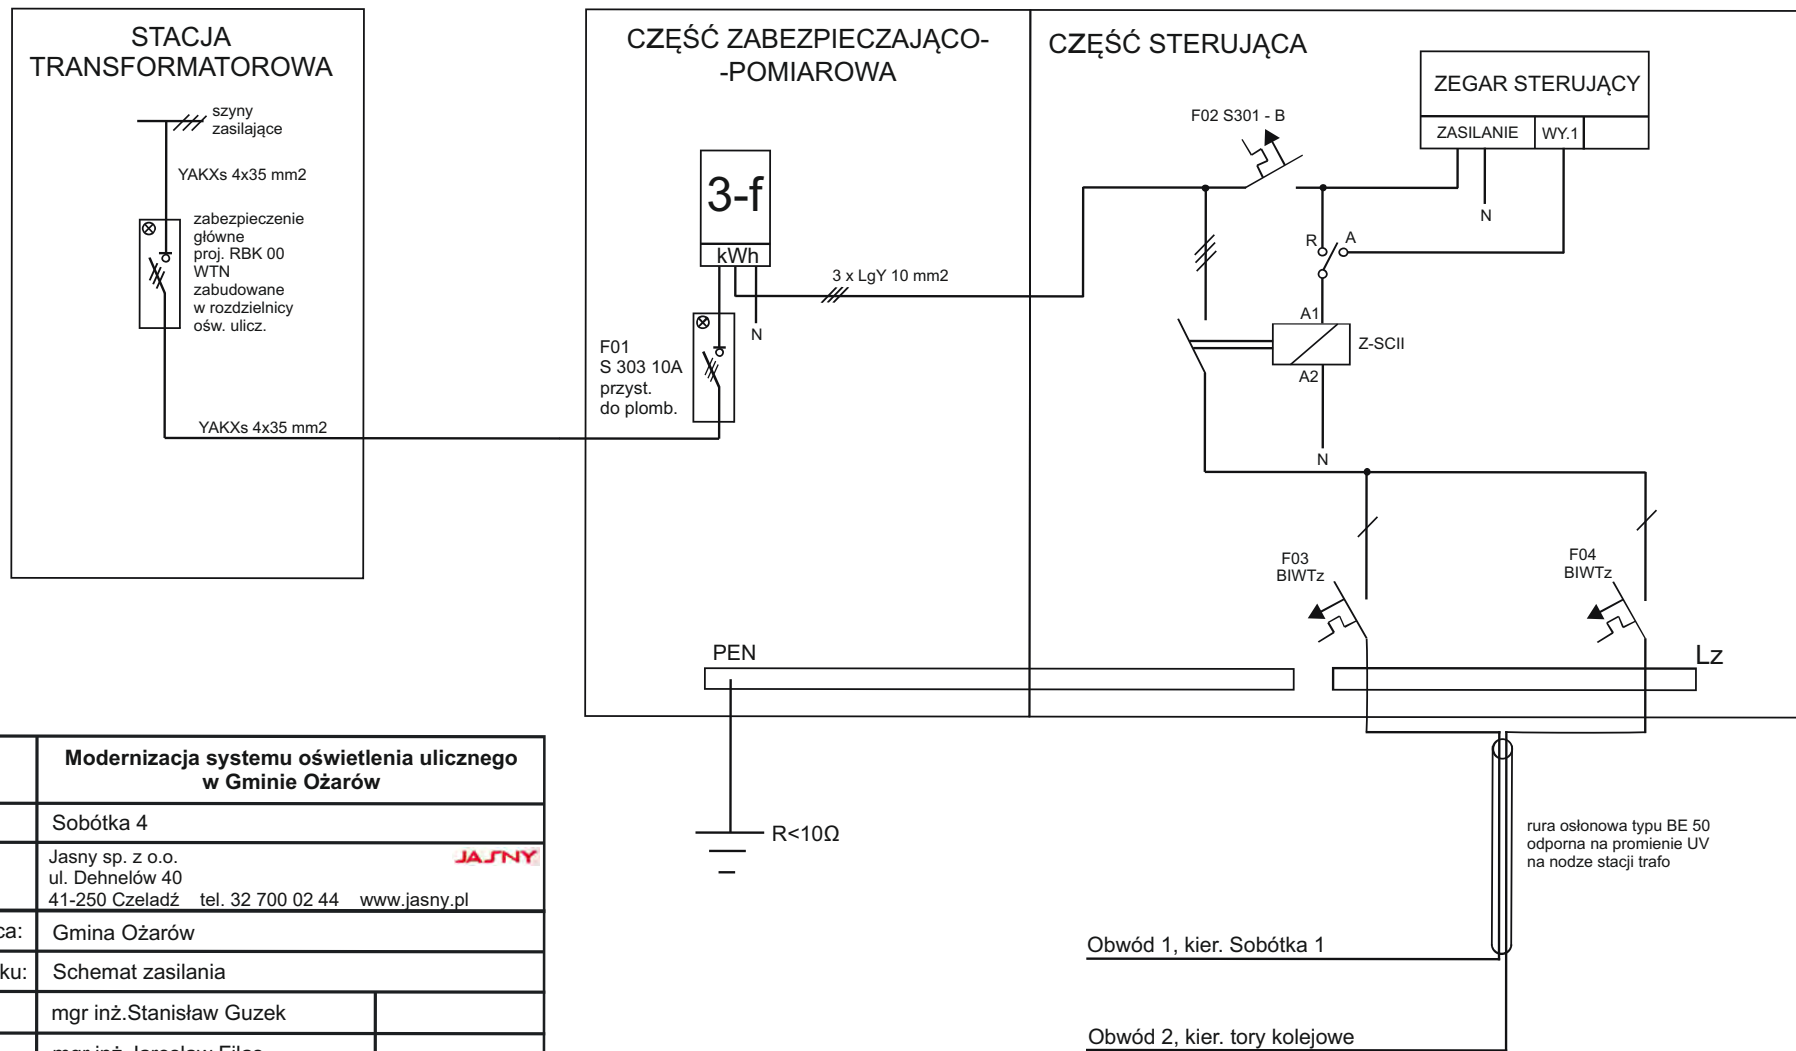 STACJA
TRANSFORMATOROWA
szyny
zasilające
YAKXs 4x35 mm2
zabezpieczenie
główne
proj. RBK 00
WTN
zabudowane
w rozdzielnicy
ośw. ulicz.
YAKXs 4x35 mm2
CZĘŚĆ ZABEZPIECZAJĄCO-
-POMIAROWA
3-f
kWh
N
F01
S 303 10A
przyst.
do plomb.
3 x LgY 10 mm2
CZĘŚĆ STERUJĄCA
F02 S301 - B
ZEGAR STERUJĄCY
ZASILANIE WY.1
N
R A
A1
Z-SCII
A2
N
F03
BIWTz
F04
BIWTz
PEN
Lz
R<10Ω
rura osłonowa typu BE 50
odporna na promienie UV
na nodze stacji trafo
Obwód 1, kier. Sobótka 1
Obwód 2, kier. tory kolejowe
Modernizacja systemu oświetlenia ulicznego
w Gminie Ożarów
Sobótka 4
Jasny sp. z o.o. JASNY
ul. Dehnelów 40
41-250 Czeladź tel. 32 700 02 44 www.jasny.pl
ca: Gmina Ożarów
ku: Schemat zasilania
mgr inż.Stanisław Guzek